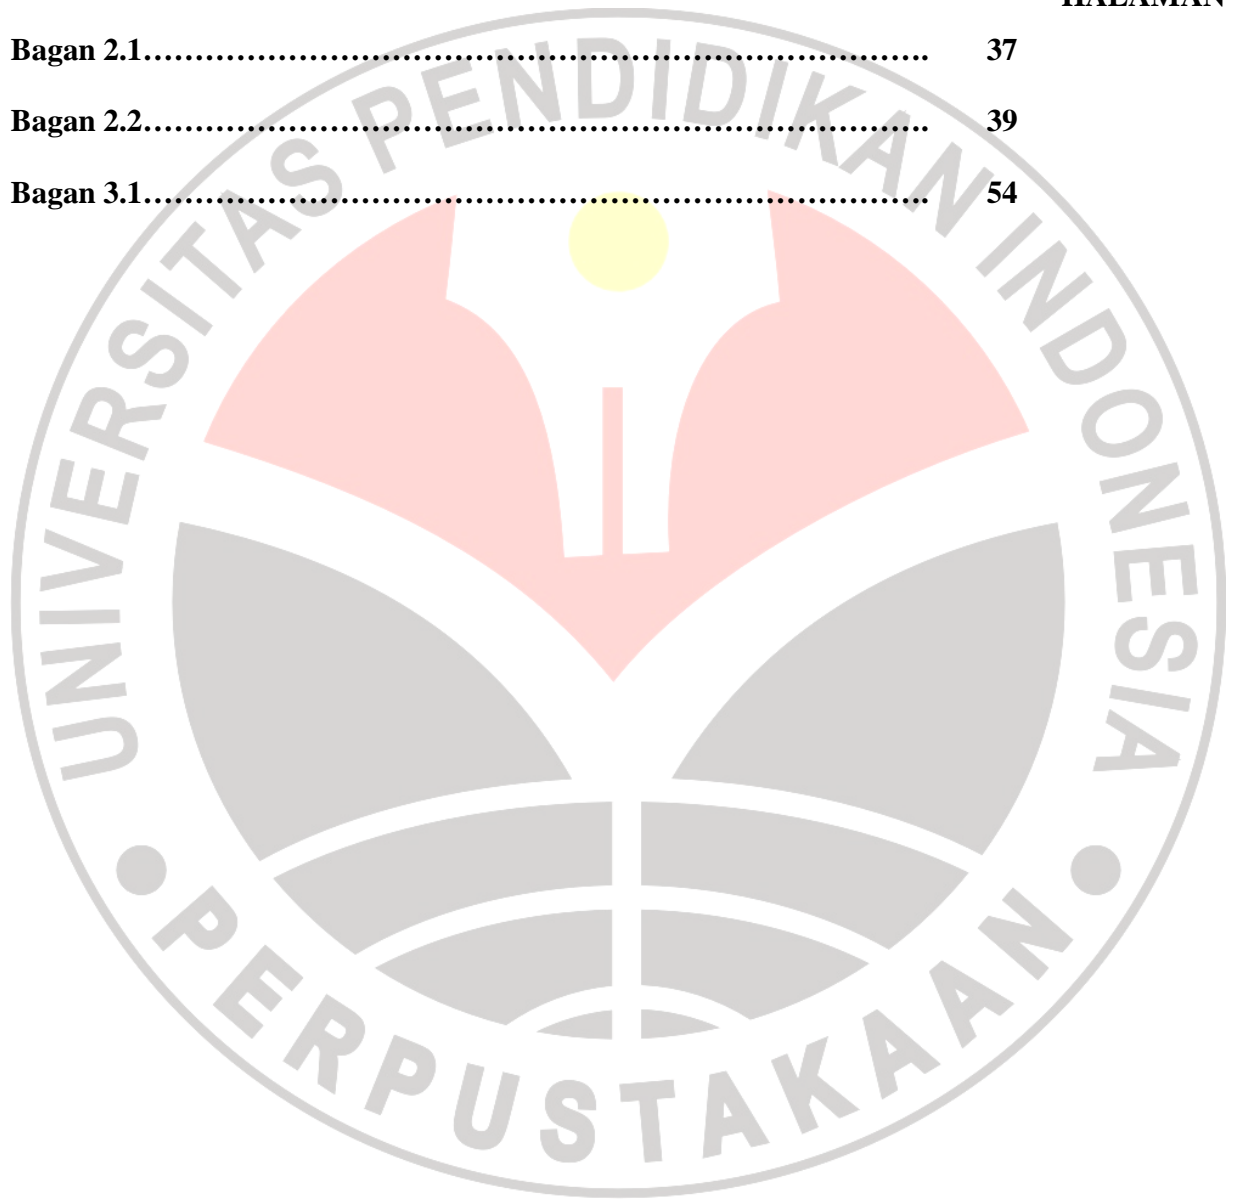 HALAMAN
Bagan 2.1…………………………………………………………………….. 37
Bagan 2.2…………………………………………………………………….. 39
Bagan 3.1…………………………………………………………………….. 54
UNIVERSITAS PENDIDIKAN INDONESIA
PERPUSTAKAAN